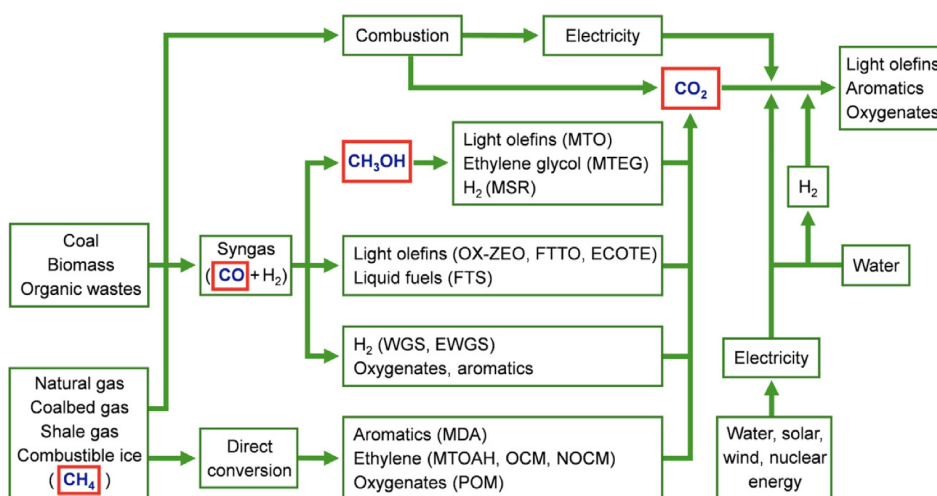 Combustion
Electricity
CO₂
Light olefins
Aromatics
Oxygenates
CH₃OH
Light olefins (MTO)
Ethylene glycol (MTEG)
H₂ (MSR)
H₂
Coal
Biomass
Organic wastes
Syngas
(CO + H₂)
Light olefins (OX-ZEO, FTTO, ECOTE)
Liquid fuels (FTS)
Water
H₂ (WGS, EWGS)
Oxygenates, aromatics
Electricity
Natural gas
Coalbed gas
Shale gas
Combustible ice
(CH₄)
Direct
conversion
Aromatics (MDA)
Ethylene (MTOAH, OCM, NOCM)
Oxygenates (POM)
Water, solar,
wind, nuclear
energy